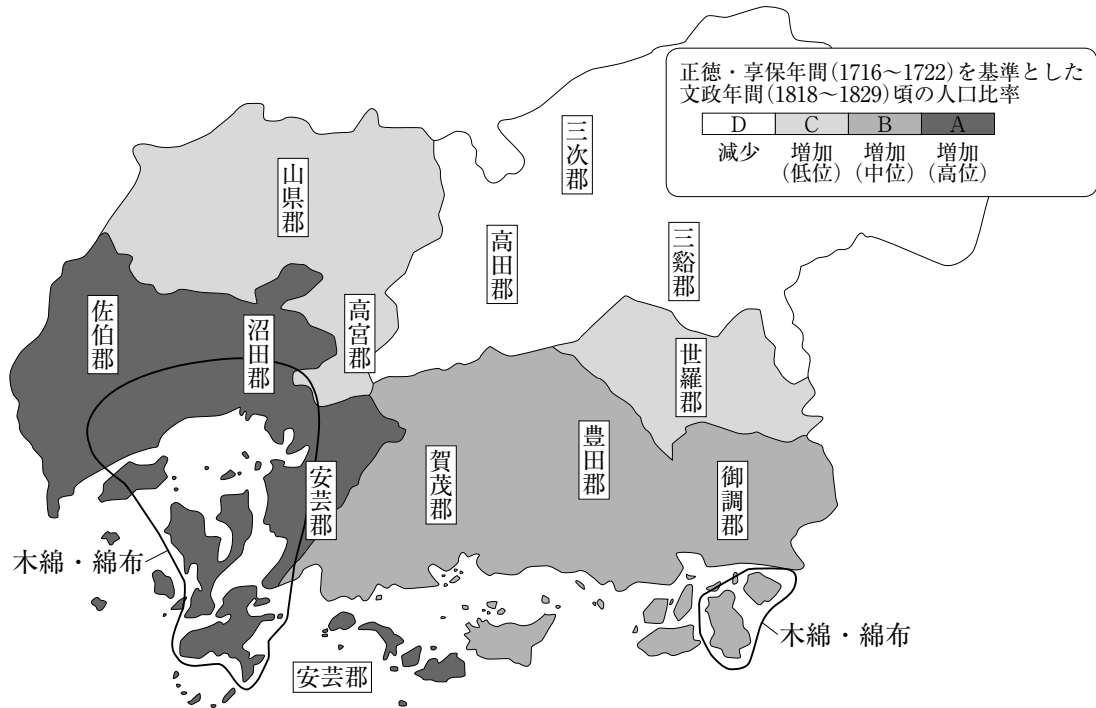 正徳・享保年間(1716～1722)を基準とした
文政年間(1818～1829)頃の人口比率
D C B A
減少 増加(低位) 増加(中位) 増加(高位)
三次郡
山県郡
高田郡
三谿郡
佐伯郡
沼田郡
高宮郡
世羅郡
豊田郡
賀茂郡
安芸郡
御調郡
木綿・綿布
木綿・綿布
安芸郡